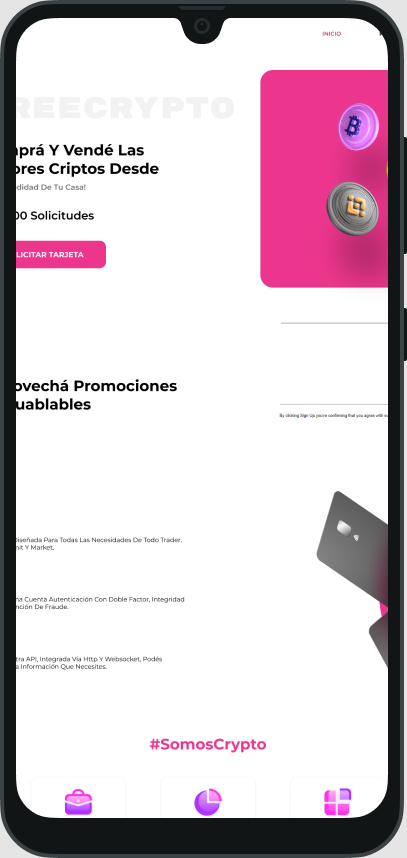 INICIO
REECRYPTO
prá Y Vendé Las
ores Criptos Desde
didad De Tu Casa!
00 Solicitudes
LICITAR TARJETA
ovechá Promociones
uablables
By clicking Sign Up you're confirming that you agree with
Diseñada Para Todas Las Necesidades De Todo Trader.
mit Y Market.
na Cuenta Autenticación Con Doble Factor, Integridad
nción De Fraude.
tra API, Integrada Vía Http Y Websocket, Podés
a Información Que Necesites.
#SomosCrypto